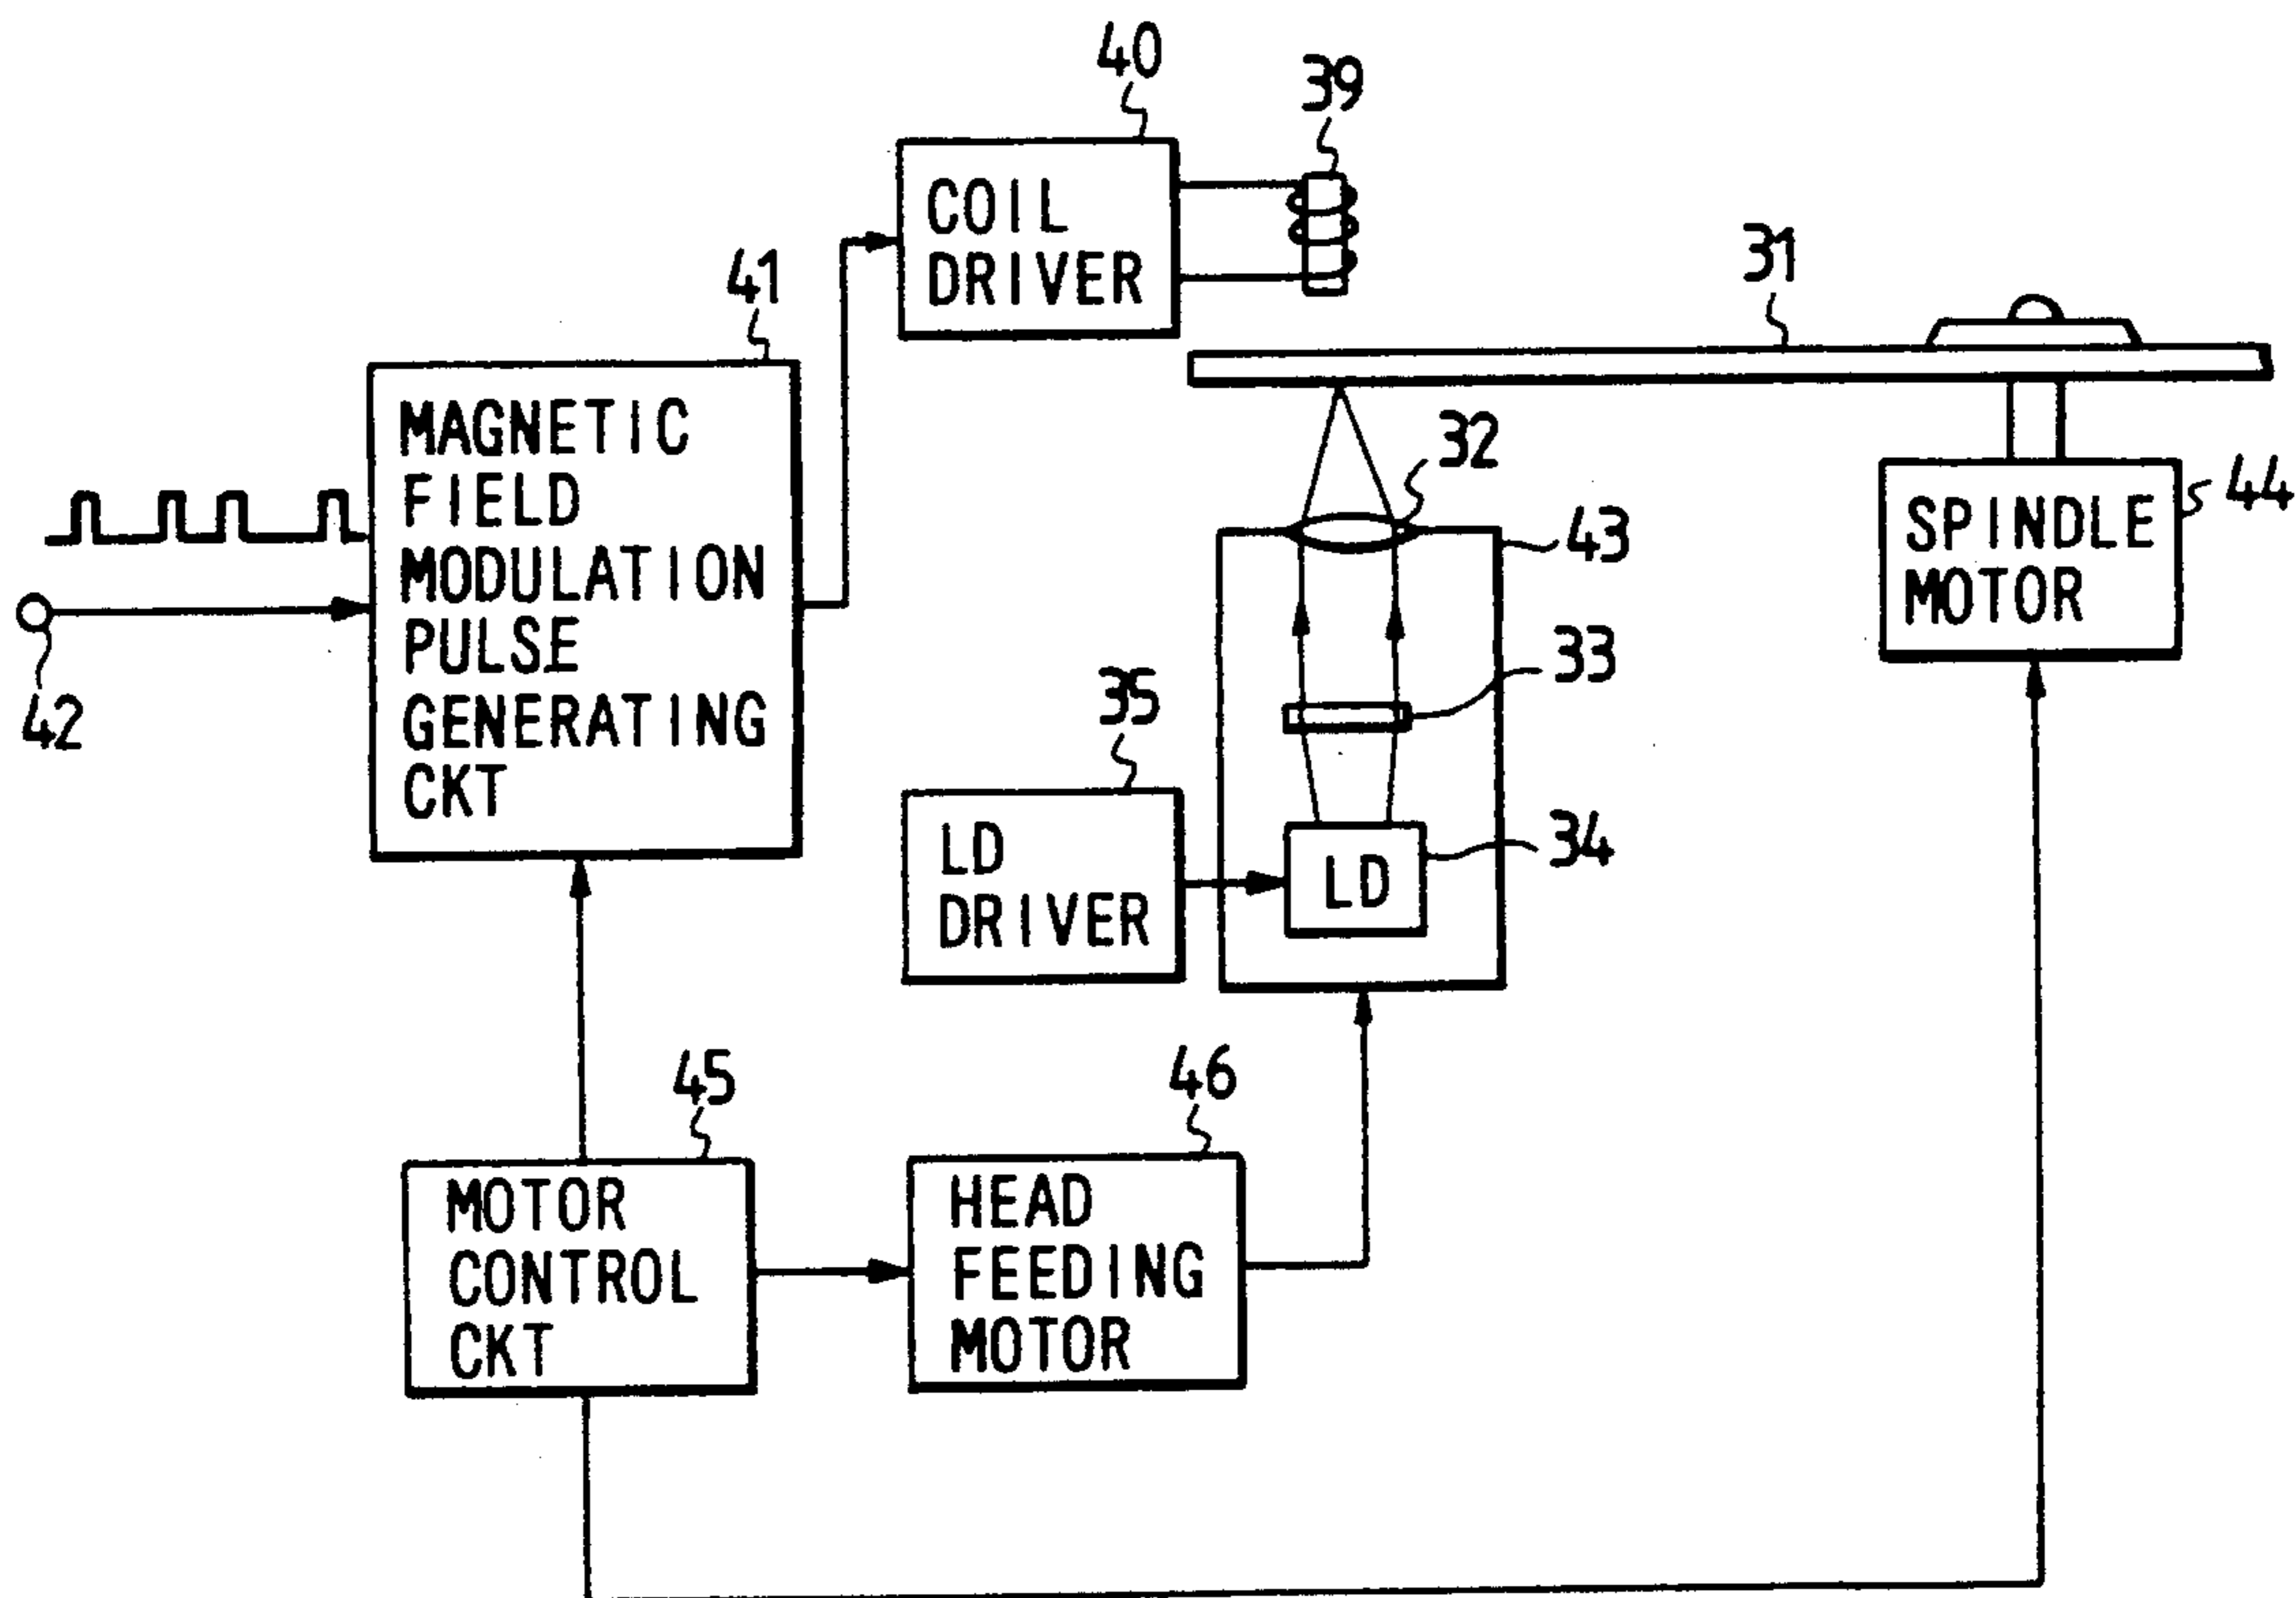 40
39
COIL
DRIVER
31
41
MAGNETIC
FIELD
MODULATION
PULSE
GENERATING
CKT
42
32
43
44
SPINDLE
MOTOR
33
35
LD
DRIVER
LD
34
45
MOTOR
CONTROL
CKT
46
HEAD
FEEDING
MOTOR